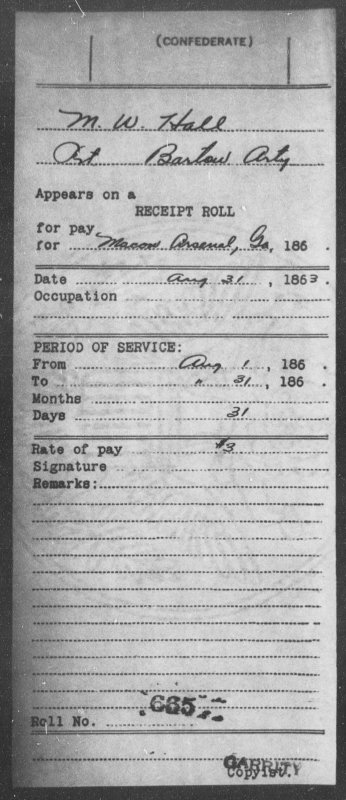 (CONFEDERATE)
M. W. Hall
Pvt Bartow Arty
Appears on a
RECEIPT ROLL
for pay
for Macon Arsenal, Ga, 186 .
Date Aug 31 , 1863.
Occupation
PERIOD OF SERVICE:
From Aug 1 , 186 .
To " 31 , 186 .
Months
Days 31
Rate of pay $3
Signature
Remarks:
Roll No. 685
GARRITY
Copyist.